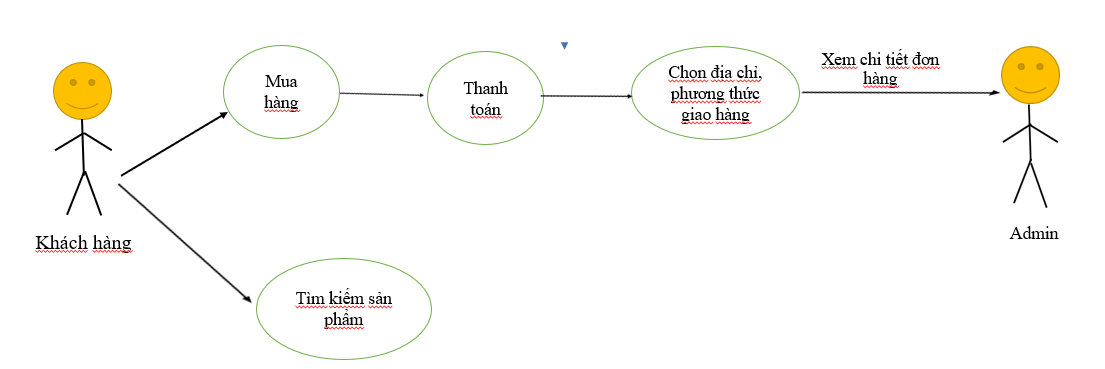 Mua
hàng
Thanh
toán
Chọn địa chỉ,
phương thức
giao hàng
Xem chi tiết đơn
hàng
Khách hàng
Admin
Tìm kiếm sản
phẩm